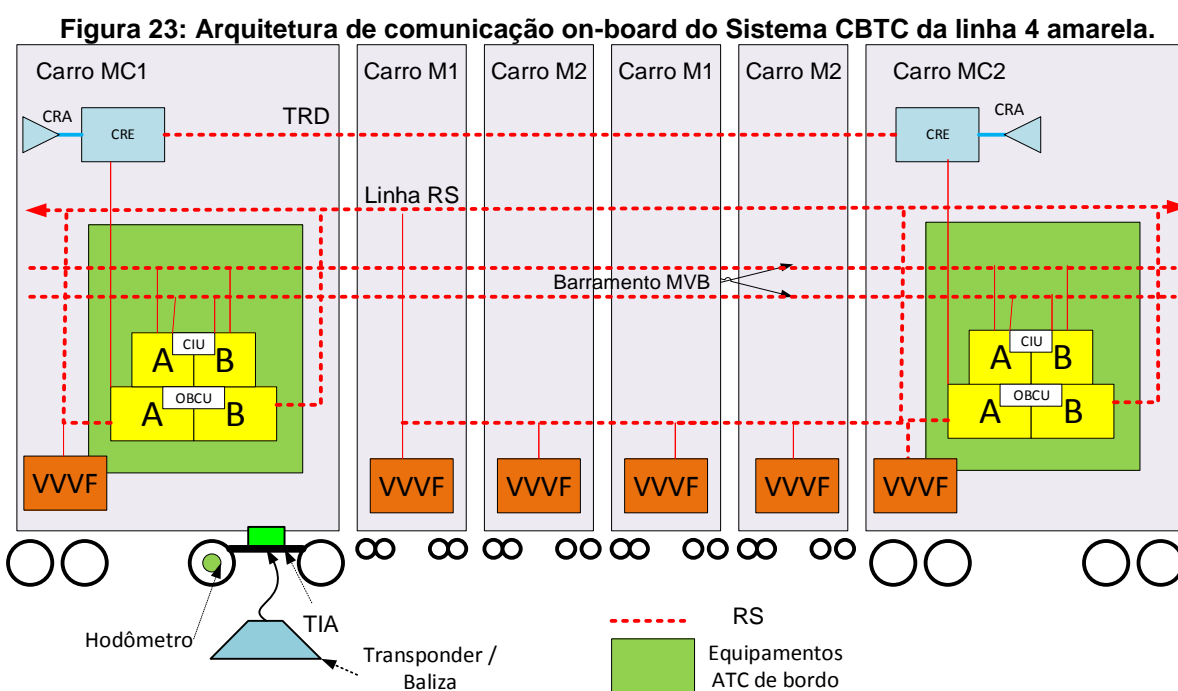 Figura 23: Arquitetura de comunicação on-board do Sistema CBTC da linha 4 amarela.
Carro MC1
Carro M1
Carro M2
Carro M1
Carro M2
Carro MC2
CRA
CRE
TRD
CRE
CRA
Linha RS
Barramento MVB
CIU
A B
OBCU
A B
CIU
A B
OBCU
A B
VVVF
VVVF
VVVF
VVVF
VVVF
VVVF
Hodômetro
TIA
Transponder /
Baliza
RS
Equipamentos
ATC de bordo